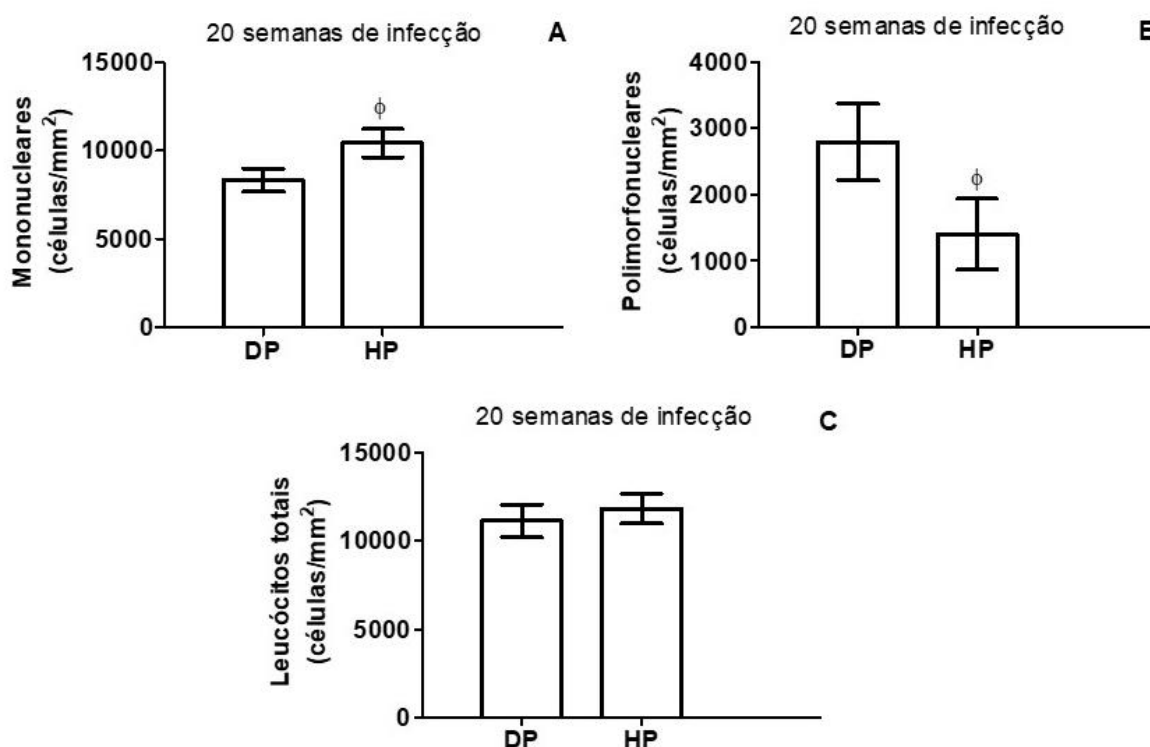 20 semanas de infecção
A
15000
10000
5000
0
Mononucleares
(células/mm²)
ϕ
DP
HP
20 semanas de infecção
4000
3000
2000
1000
0
Polimorfonucleares
(células/mm²)
ϕ
DP
HP
20 semanas de infecção
C
15000
10000
5000
0
Leucócitos totais
(células/mm²)
DP
HP